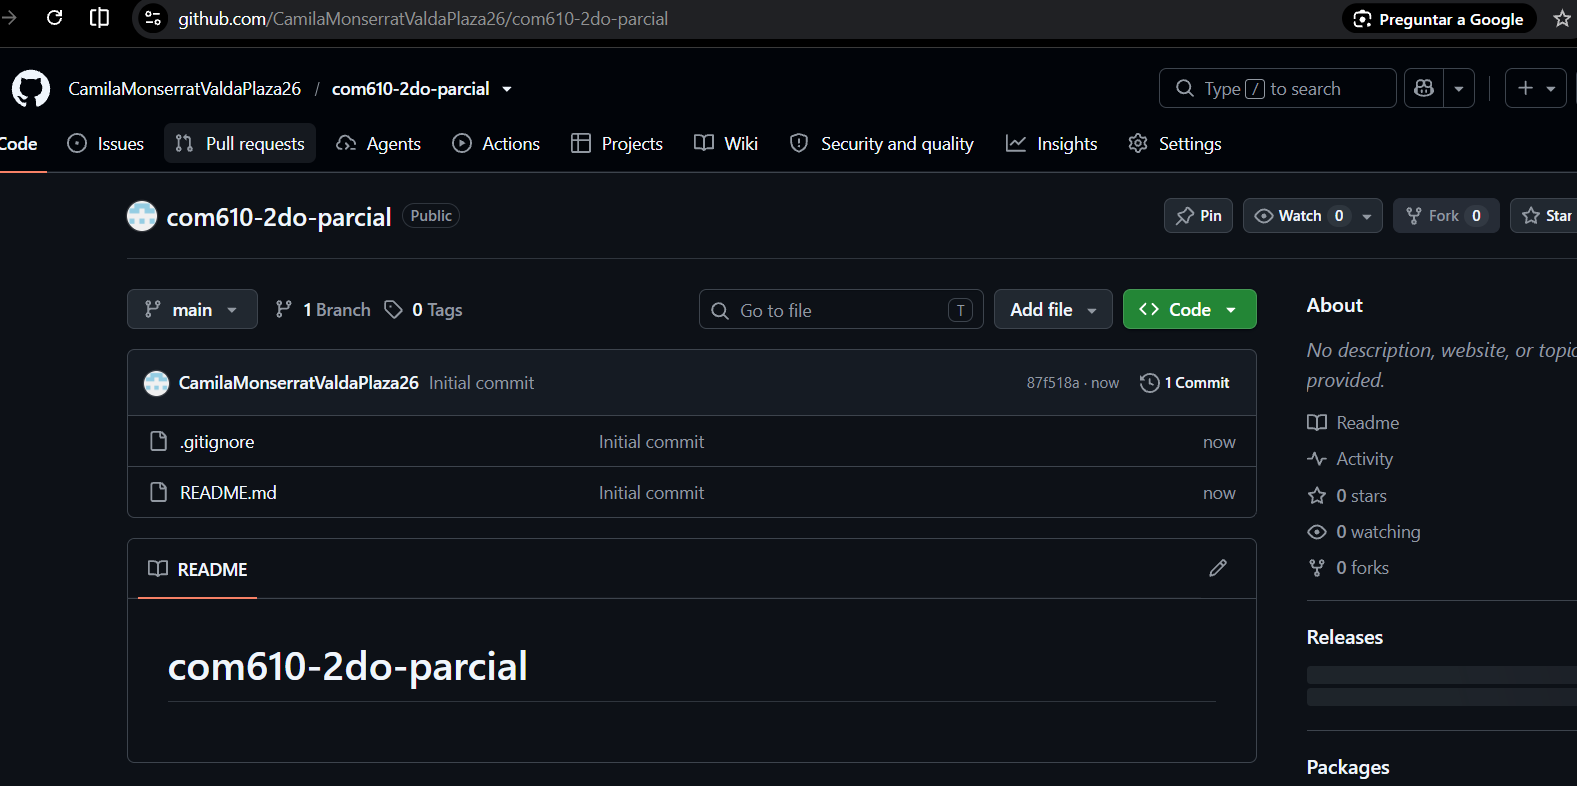 github.com/CamilaMonserratValdaPlaza26/com610-2do-parcial
Preguntar a Google
CamilaMonserratValdaPlaza26 / com610-2do-parcial
Type / to search
Code Issues Pull requests Agents Actions Projects Wiki Security and quality Insights Settings
com610-2do-parcial Public
Pin Watch 0 Fork 0 Star
main 1 Branch 0 Tags Go to file T Add file Code
CamilaMonserratValdaPlaza26 Initial commit 87f518a · now 1 Commit
.gitignore Initial commit now
README.md Initial commit now
README
com610-2do-parcial
About
No description, website, or topic
provided.
Readme
Activity
0 stars
0 watching
0 forks
Releases
Packages